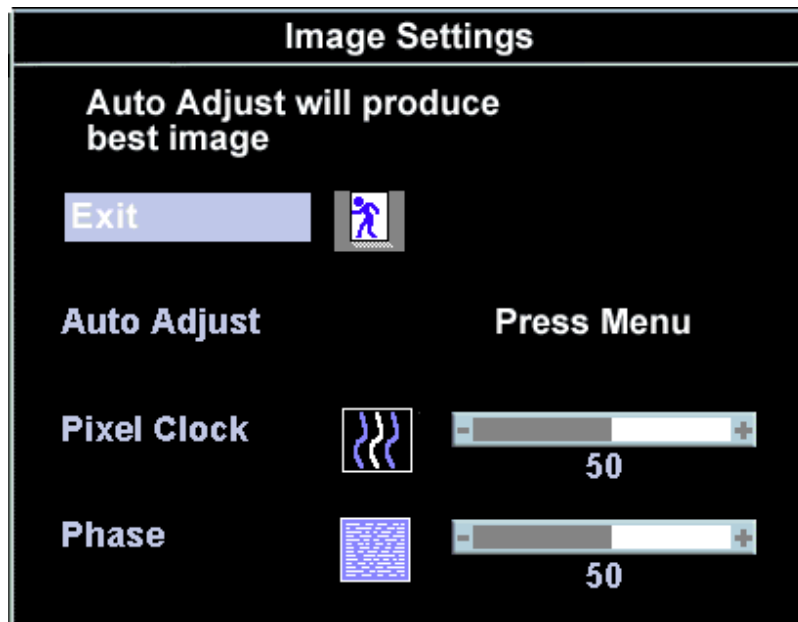 Image Settings
Auto Adjust will produce
best image
Exit
Auto Adjust Press Menu
Pixel Clock - +
50
Phase - +
50